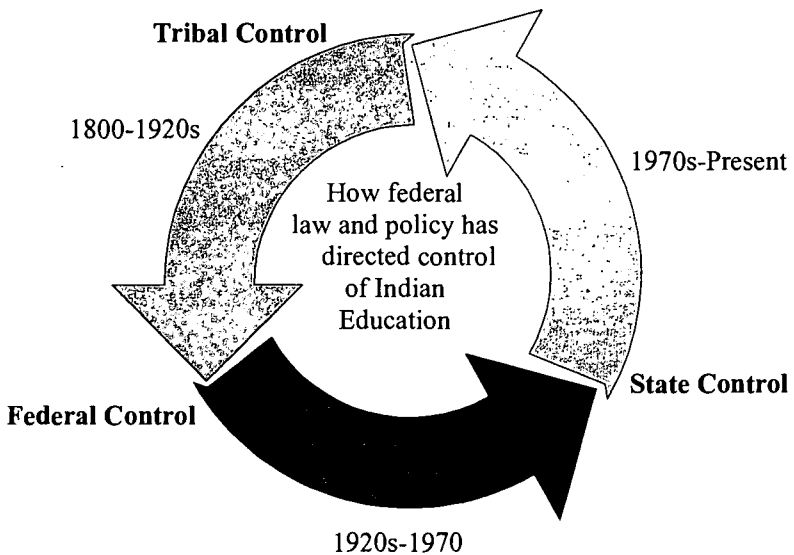 Tribal Control
1800-1920s
1970s-Present
How federal
law and policy has
directed control
of Indian
Education
State Control
Federal Control
1920s-1970